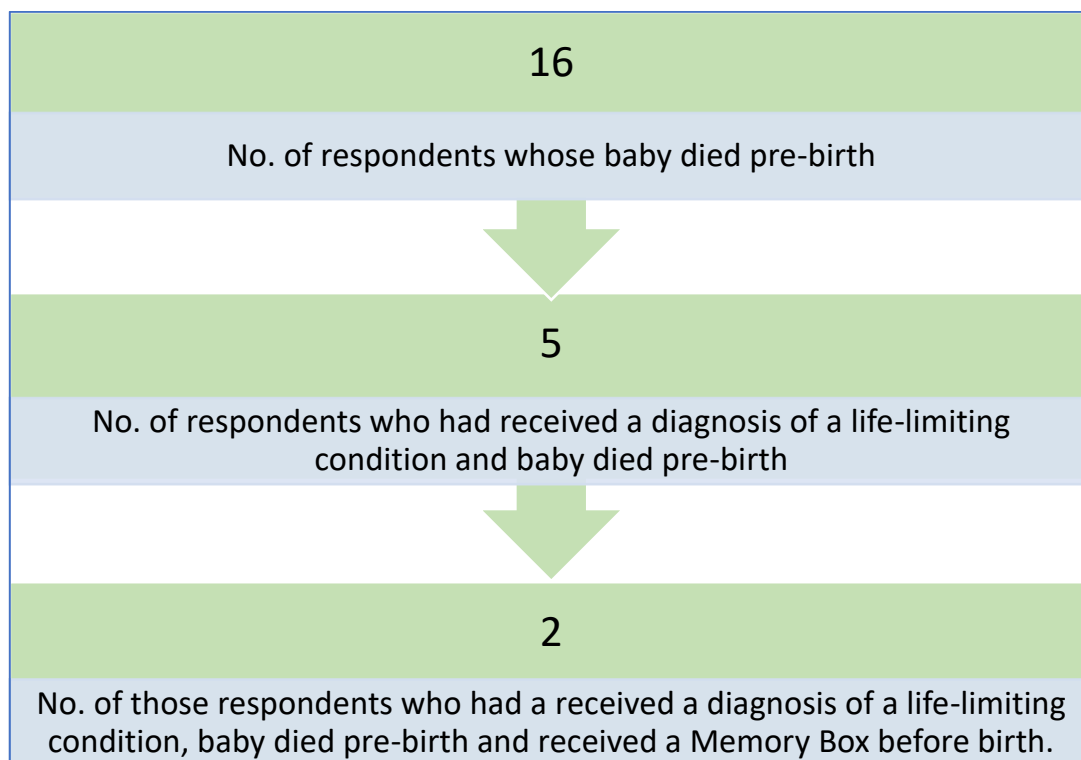 16
No. of respondents whose baby died pre-birth
5
No. of respondents who had received a diagnosis of a life-limiting
condition and baby died pre-birth
2
No. of those respondents who had a received a diagnosis of a life-limiting
condition, baby died pre-birth and received a Memory Box before birth.